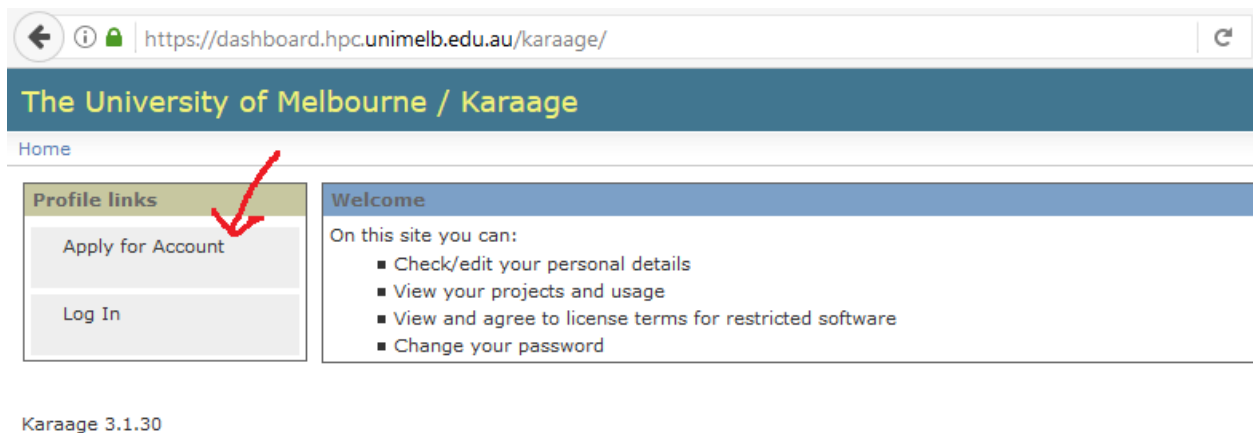 https://dashboard.hpc.unimelb.edu.au/karaage/
The University of Melbourne / Karaage
Home
Profile links
Apply for Account
Log In
Welcome
On this site you can:
Check/edit your personal details
View your projects and usage
View and agree to license terms for restricted software
Change your password
Karaage 3.1.30